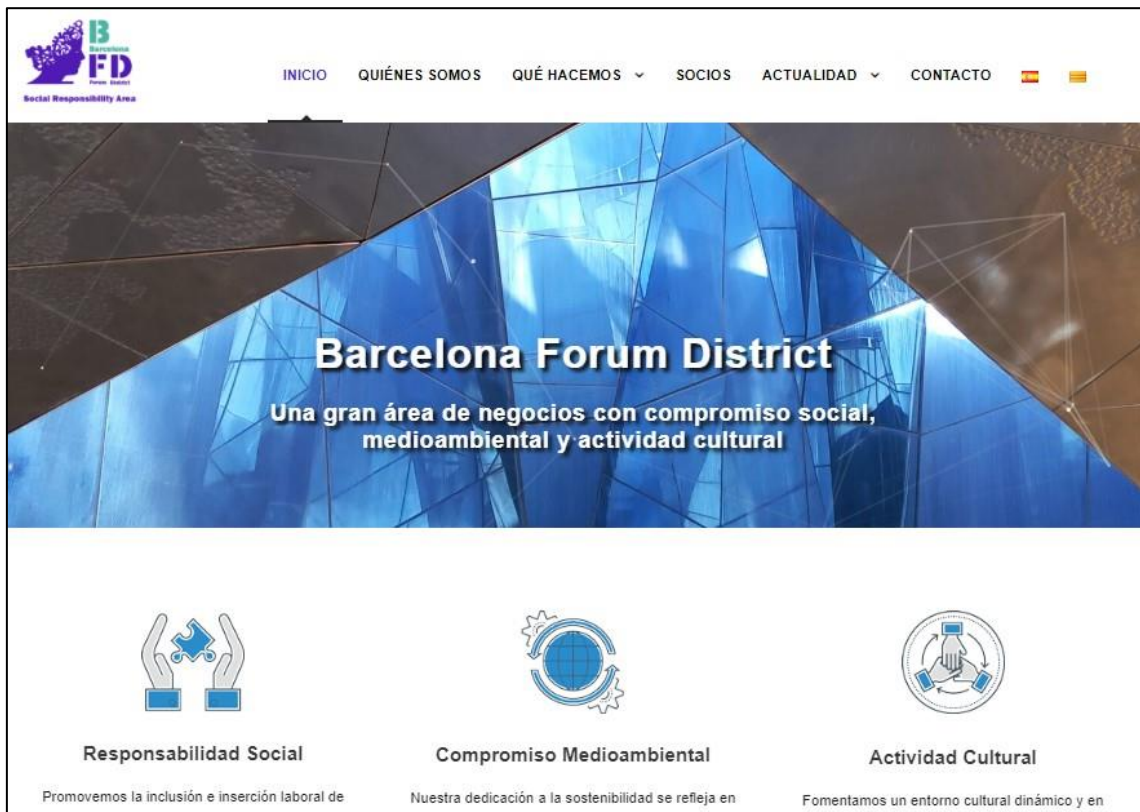 B
Barcelona
FD
Forum District
Social Responsibility Area
INICIO QUIÉNES SOMOS QUÉ HACEMOS SOCIOS ACTUALIDAD CONTACTO
Barcelona Forum District
Una gran área de negocios con compromiso social,
medioambiental y actividad cultural
Responsabilidad Social
Promovemos la inclusión e inserción laboral de
Compromiso Medioambiental
Nuestra dedicación a la sostenibilidad se refleja en
Actividad Cultural
Fomentamos un entorno cultural dinámico y en